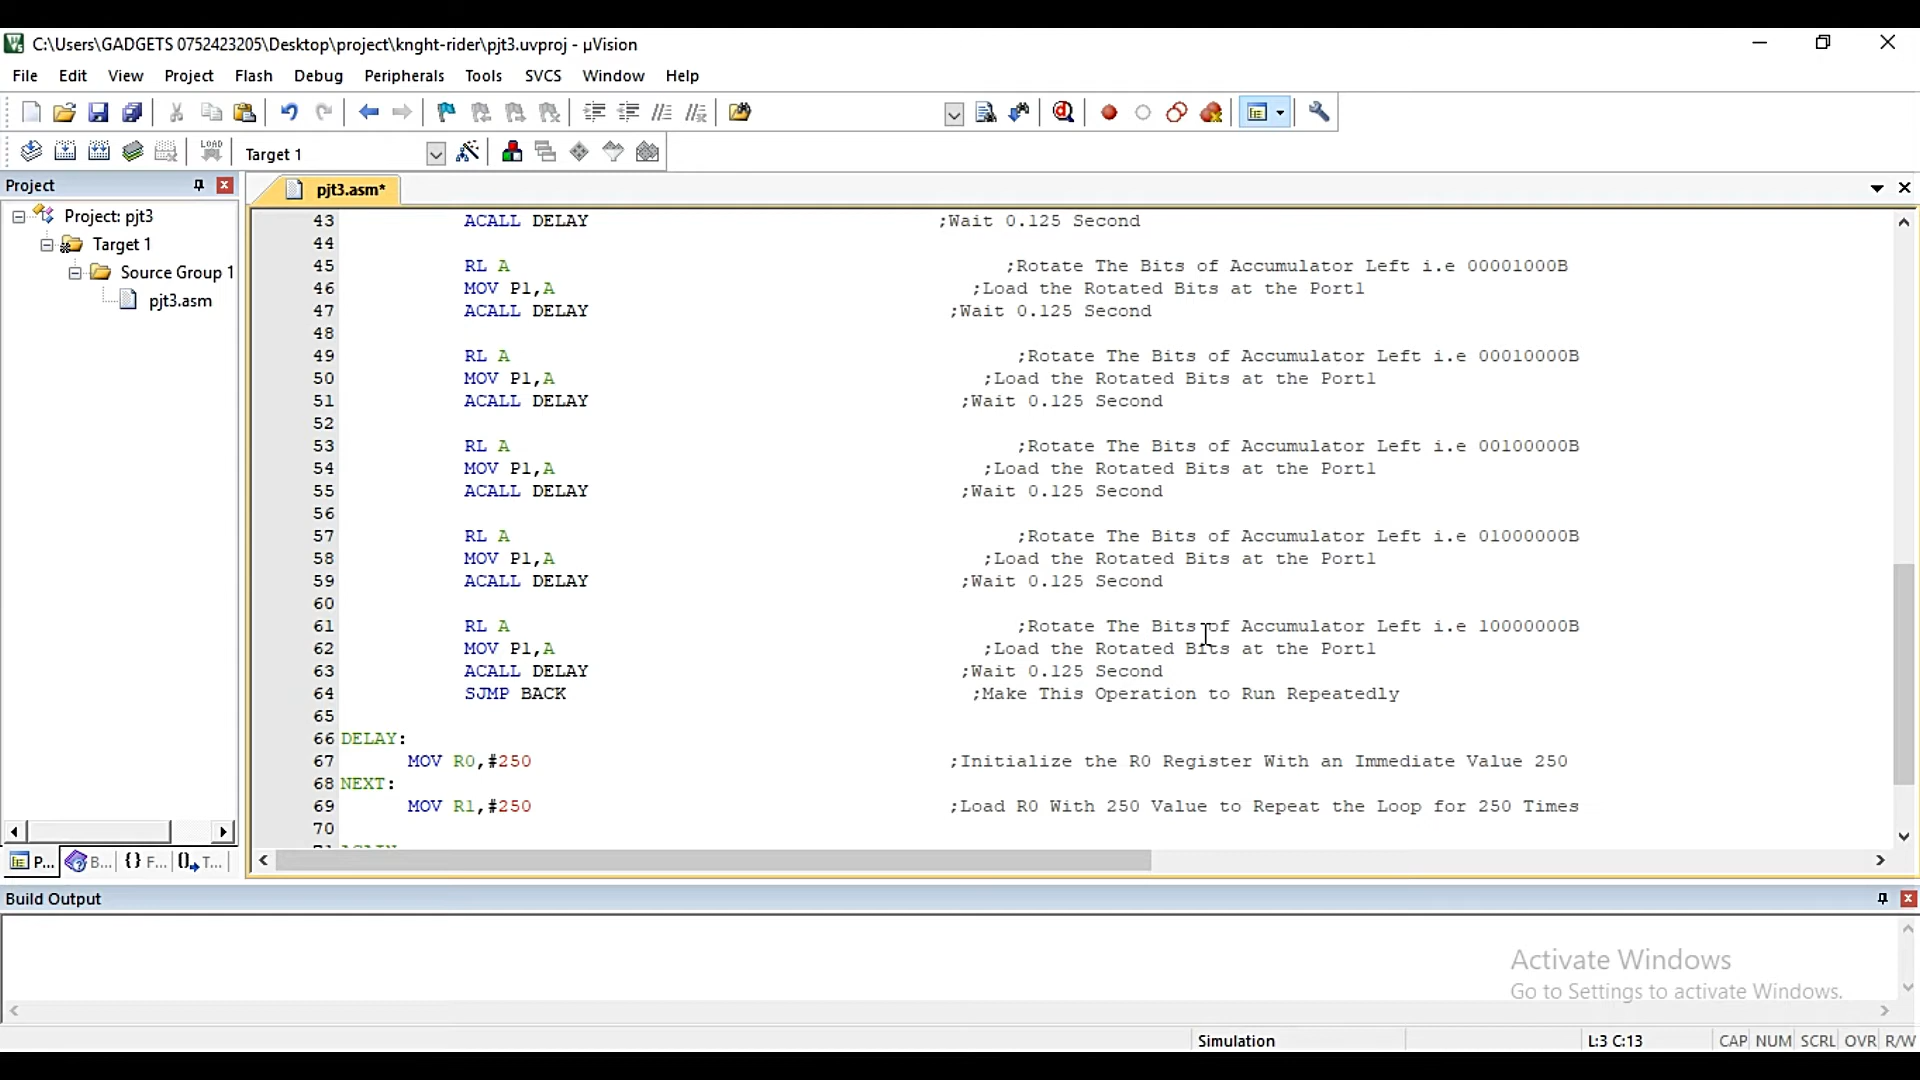 C:\Users\GADGETS 0752423205\Desktop\project\knght-rider\pjt3.uvproj - µVision
File Edit View Project Flash Debug Peripherals Tools SVCS Window Help
LOAD
Target 1
Project
pjt3.asm*
Project: pjt3
Target 1
Source Group 1
pjt3.asm
43 ACALL DELAY ;Wait 0.125 Second
44
45 RL A ;Rotate The Bits of Accumulator Left i.e 00001000B
46 MOV P1,A ;Load the Rotated Bits at the Port1
47 ACALL DELAY ;Wait 0.125 Second
48
49 RL A ;Rotate The Bits of Accumulator Left i.e 00010000B
50 MOV P1,A ;Load the Rotated Bits at the Port1
51 ACALL DELAY ;Wait 0.125 Second
52
53 RL A ;Rotate The Bits of Accumulator Left i.e 00100000B
54 MOV P1,A ;Load the Rotated Bits at the Port1
55 ACALL DELAY ;Wait 0.125 Second
56
57 RL A ;Rotate The Bits of Accumulator Left i.e 01000000B
58 MOV P1,A ;Load the Rotated Bits at the Port1
59 ACALL DELAY ;Wait 0.125 Second
60
61 RL A ;Rotate The Bits of Accumulator Left i.e 10000000B
62 MOV P1,A ;Load the Rotated Bits at the Port1
63 ACALL DELAY ;Wait 0.125 Second
64 SJMP BACK ;Make This Operation to Run Repeatedly
65
66 DELAY:
67 MOV R0,#250 ;Initialize the R0 Register With an Immediate Value 250
68 NEXT:
69 MOV R1,#250 ;Load R0 With 250 Value to Repeat the Loop for 250 Times
70
P... B... {} F... T...
Build Output
Activate Windows
Go to Settings to activate Windows.
Simulation L:3 C:13 CAP NUM SCRL OVR R/W